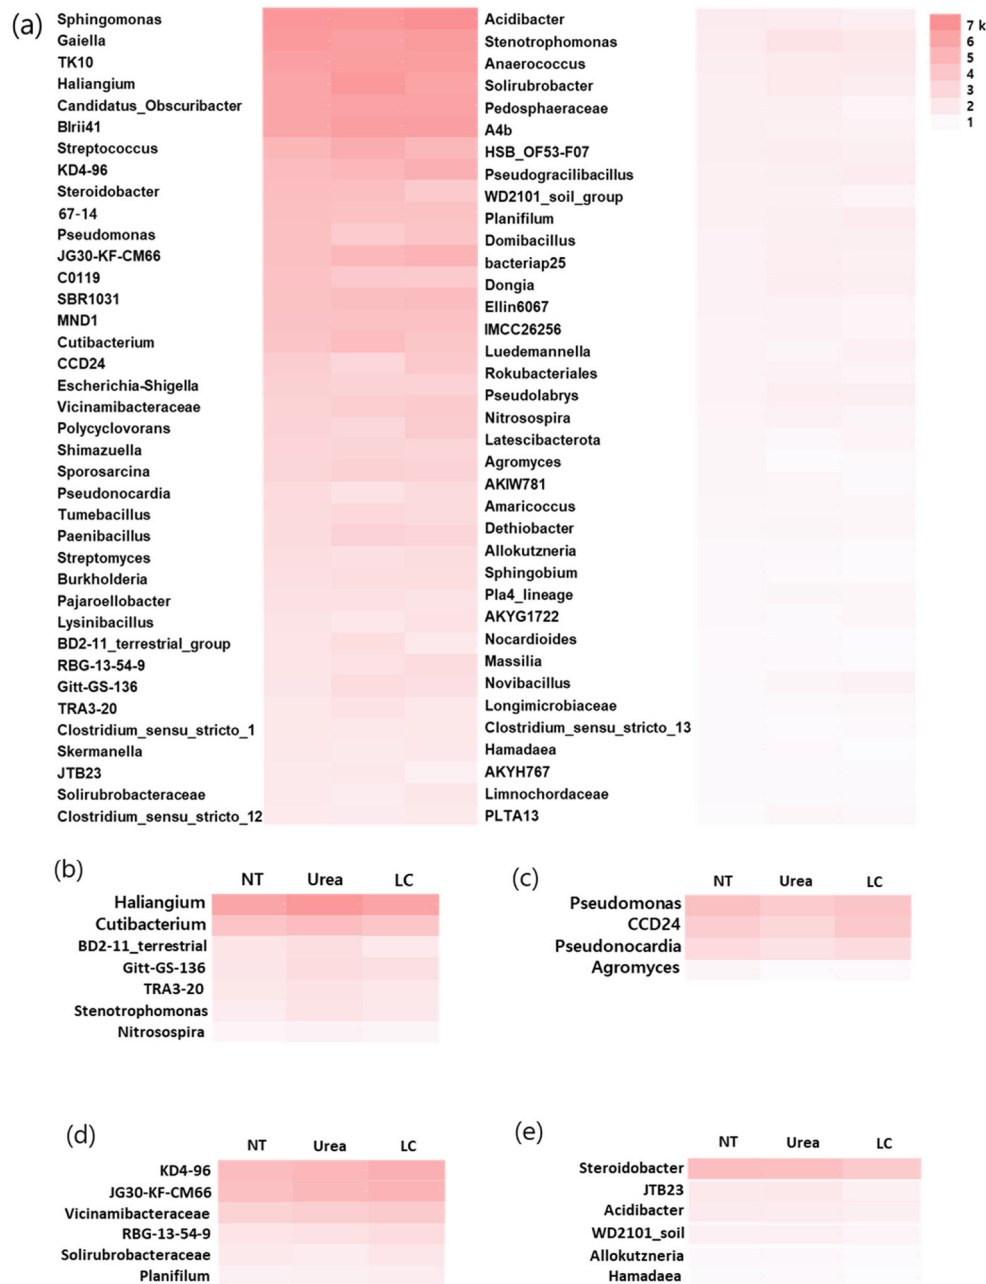 (a)
Sphingomonas
Gaiella
TK10
Haliangium
Candidatus_Obscuribacter
Blrii41
Streptococcus
KD4-96
Steroidobacter
67-14
Pseudomonas
JG30-KF-CM66
C0119
SBR1031
MND1
Cutibacterium
CCD24
Escherichia-Shigella
Vicinamibacteraceae
Polycyclovorans
Shimazuella
Sporosarcina
Pseudonocardia
Tumebacillus
Paenibacillus
Streptomyces
Burkholderia
Pajaroellobacter
Lysinibacillus
BD2-11_terrestrial_group
RBG-13-54-9
Gitt-GS-136
TRA3-20
Clostridium_sensu_stricto_1
Skermanella
JTB23
Solirubrobacteraceae
Clostridium_sensu_stricto_12
Acidibacter
Stenotrophomonas
Anaerococcus
Solirubrobacter
Pedosphaeraceae
A4b
HSB_OF53-F07
Pseudogracilibacillus
WD2101_soil_group
Planifilum
Domibacillus
bacteriap25
Dongia
Ellin6067
IMCC26256
Luedemannella
Rokubacteriales
Pseudolabrys
Nitrosospira
Latescibacterota
Agromyces
AKIW781
Amaricoccus
Dethiobacter
Allokutzneria
Sphingobium
Pla4_lineage
AKYG1722
Nocardioides
Massilia
Novibacillus
Longimicrobiaceae
Clostridium_sensu_stricto_13
Hamadaea
AKYH767
Limnochordaceae
PLTA13
7 k
6
5
4
3
2
1
(b)
NT Urea LC
Haliangium
Cutibacterium
BD2-11_terrestrial
Gitt-GS-136
TRA3-20
Stenotrophomonas
Nitrosospira
(c)
NT Urea LC
Pseudomonas
CCD24
Pseudonocardia
Agromyces
(d)
NT Urea LC
KD4-96
JG30-KF-CM66
Vicinamibacteraceae
RBG-13-54-9
Solirubrobacteraceae
Planifilum
(e)
NT Urea LC
Steroidobacter
JTB23
Acidibacter
WD2101_soil
Allokutzneria
Hamadaea